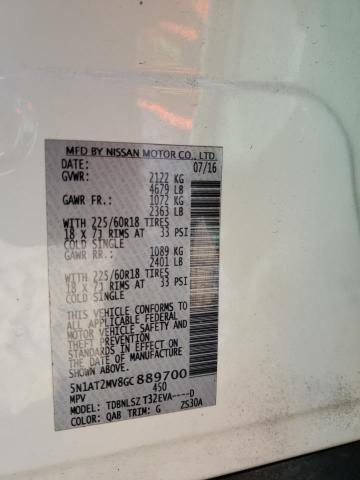 MFD BY NISSAN MOTOR CO., LTD.
DATE: 07/16
GVWR: 2122 KG
4679 LB
GAWR FR.: 1072 KG
2363 LB
WITH 225/60R18 TIRES
18 X 7J RIMS AT 33 PSI
COLD SINGLE
GAWR RR.: 1089 KG
2401 LB
WITH 225/60R18 TIRES
18 X 7J RIMS AT 33 PSI
COLD SINGLE
THIS VEHICLE CONFORMS TO
ALL APPLICABLE FEDERAL
MOTOR VEHICLE SAFETY AND
THEFT PREVENTION
STANDARDS IN EFFECT ON
THE DATE OF MANUFACTURE
SHOWN ABOVE.
5N1AT2MV8GC889700
MPV 450
MODEL: TDBNLSZ T32EVA----D
COLOR: QAB TRIM: G ZS30A